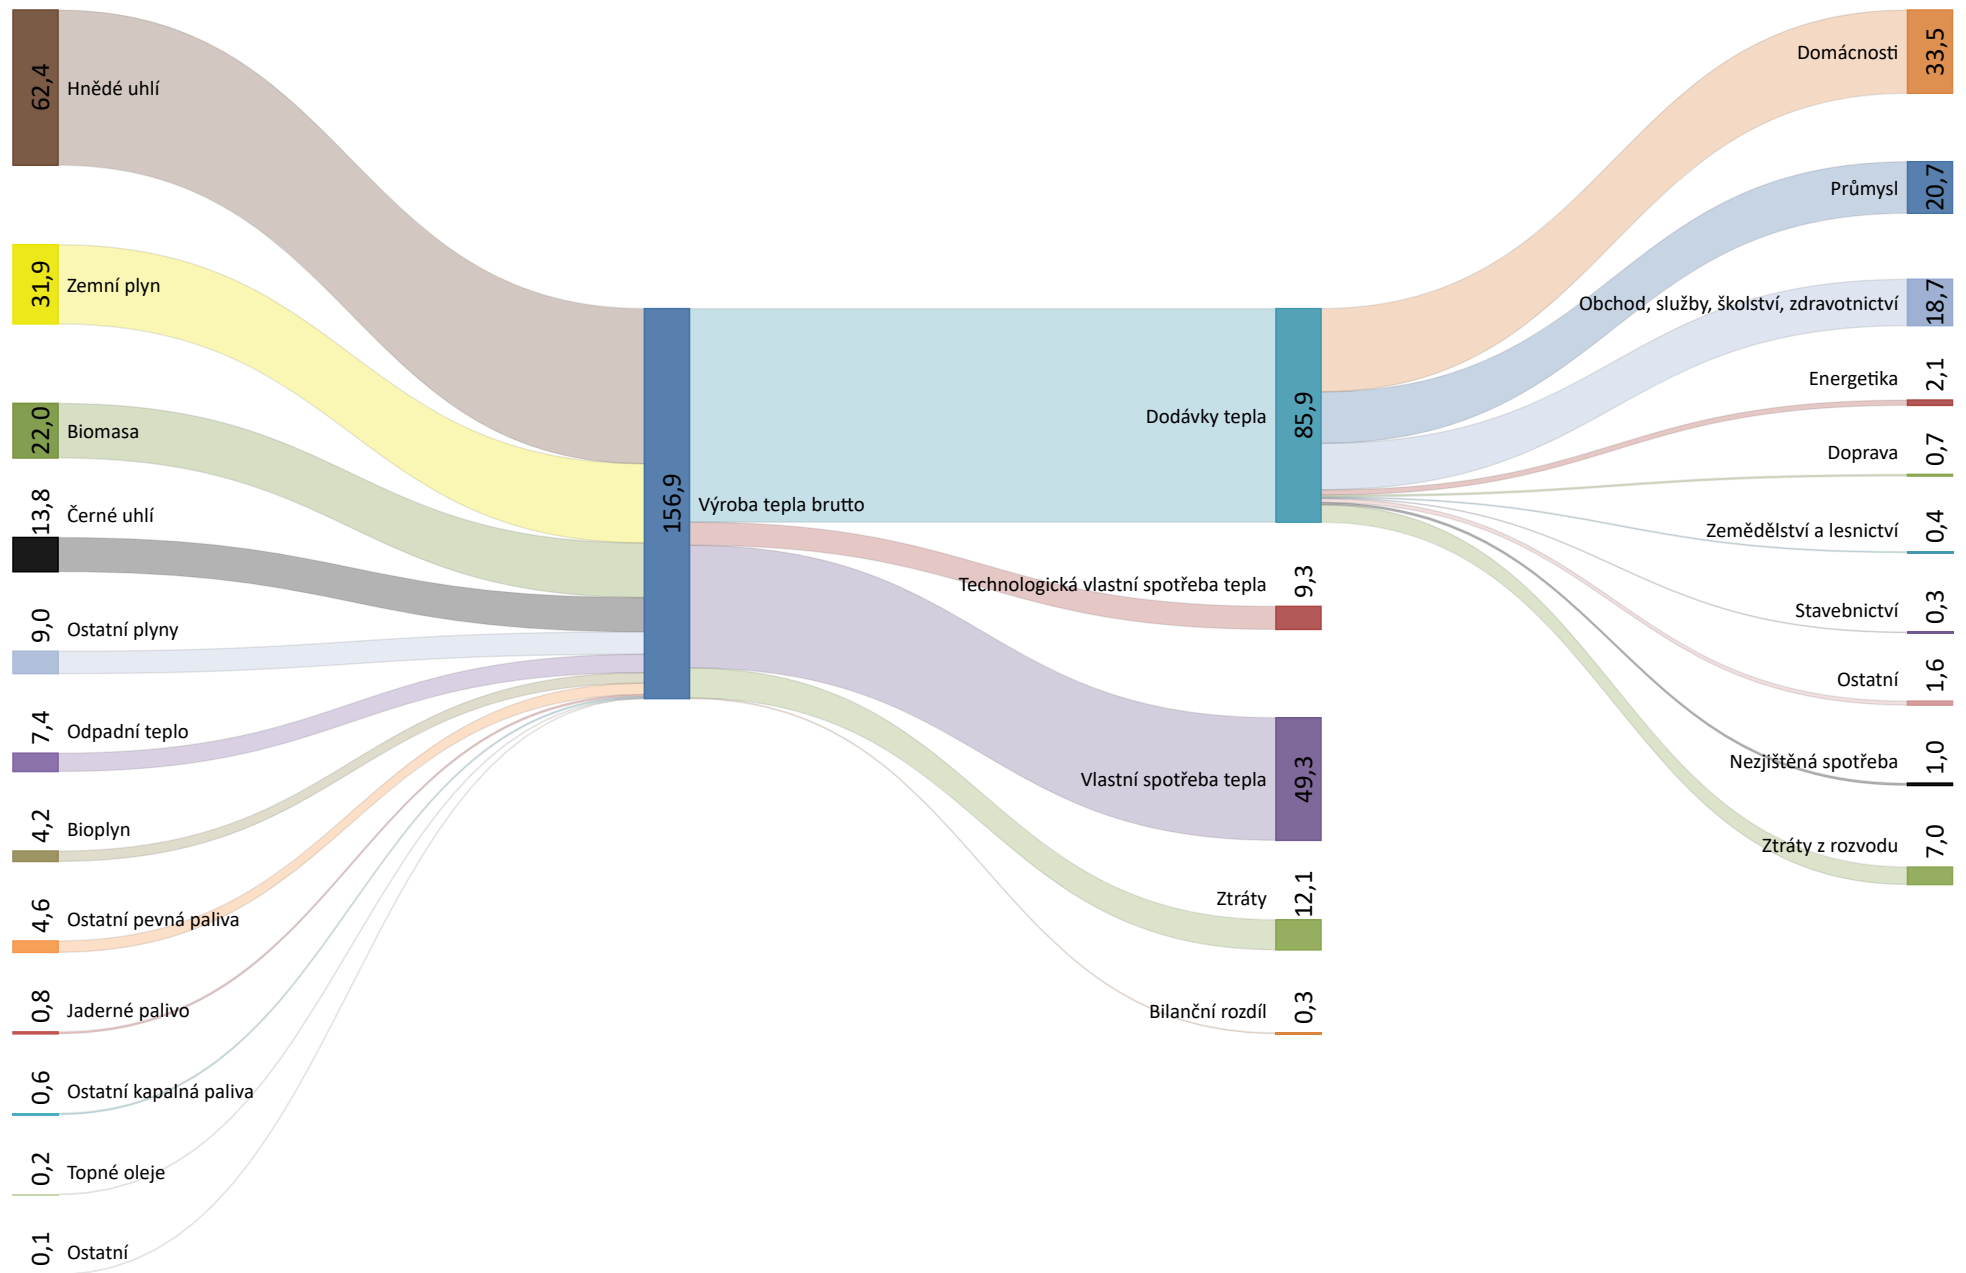 62,4
Hnědé uhlí
31,9
Zemní plyn
22,0
Biomasa
13,8
Černé uhlí
9,0
Ostatní plyny
7,4
Odpadní teplo
4,2
Bioplyn
4,6
Ostatní pevná paliva
0,8
Jaderné palivo
0,6
Ostatní kapalná paliva
0,2
Topné oleje
0,1
Ostatní
156,9
Výroba tepla brutto
Dodávky tepla
85,9
Technologická vlastní spotřeba tepla
9,3
Vlastní spotřeba tepla
49,3
Ztráty
12,1
Bilanční rozdíl
0,3
Domácnosti
33,5
Průmysl
20,7
Obchod, služby, školství, zdravotnictví
18,7
Energetika
2,1
Doprava
0,7
Zemědělství a lesnictví
0,4
Stavebnictví
0,3
Ostatní
1,6
Nezjištěná spotřeba
1,0
Ztráty z rozvodu
7,0